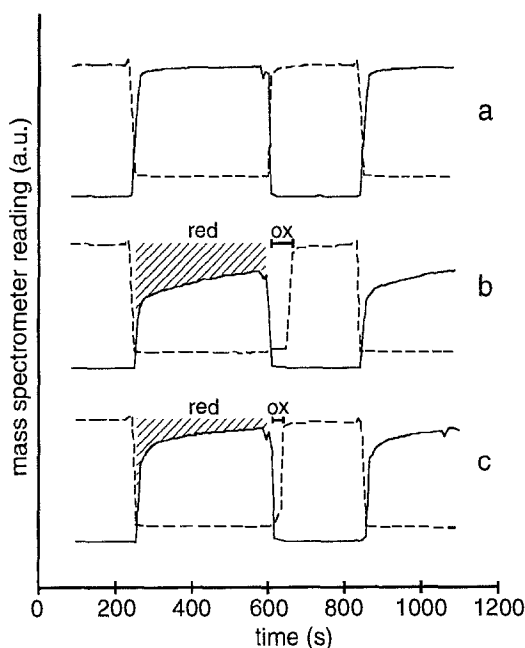 mass spectrometer reading (a.u.)
a
red
ox
b
red
ox
c
0 200 400 600 800 1000 1200
time (s)